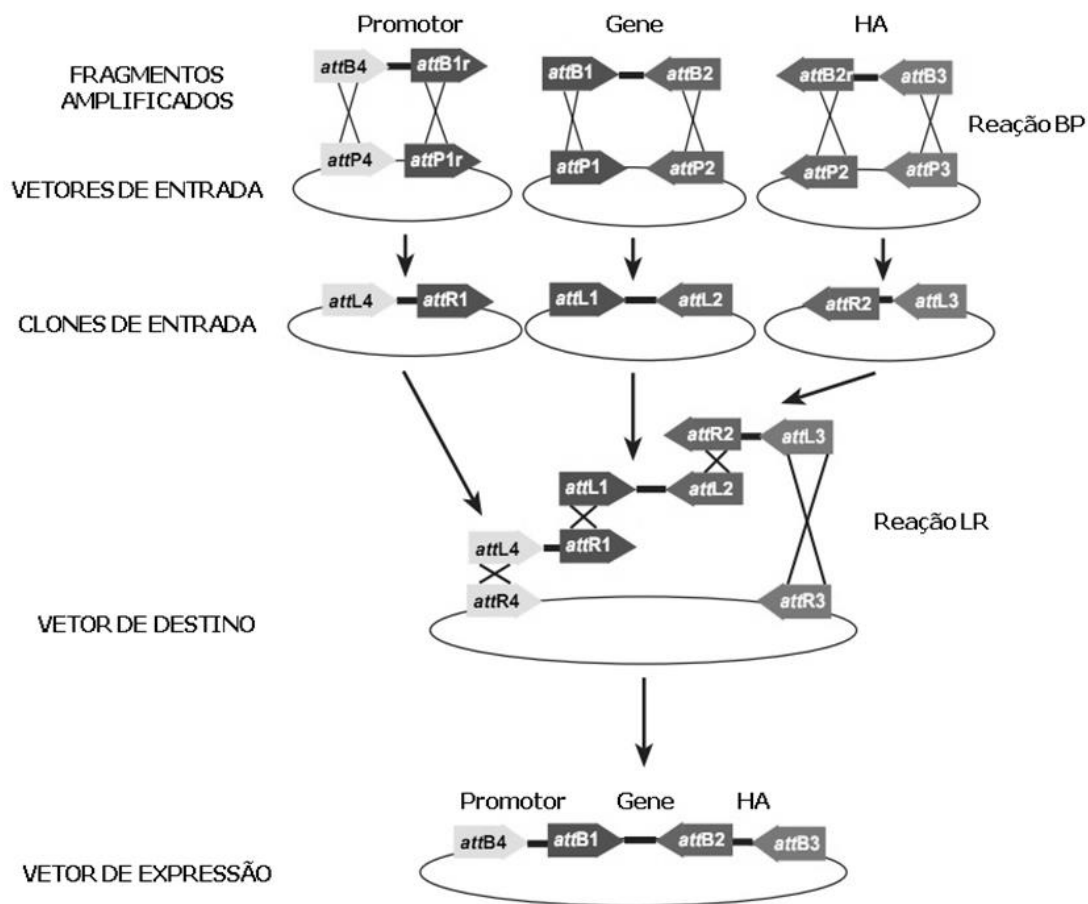 Promotor Gene HA
FRAGMENTOS
AMPLIFICADOS
attB4 attB1r attB1 attB2 attB2r attB3
Reação BP
attP4 attP1r attP1 attP2 attP2 attP3
VETORES DE ENTRADA
attL4 attR1 attL1 attL2 attR2 attL3
CLONES DE ENTRADA
attR2 attL3
attL1 attL2
Reação LR
attL4 attR1
attR4 attR3
VETOR DE DESTINO
Promotor Gene HA
attB4 attB1 attB2 attB3
VETOR DE EXPRESSÃO